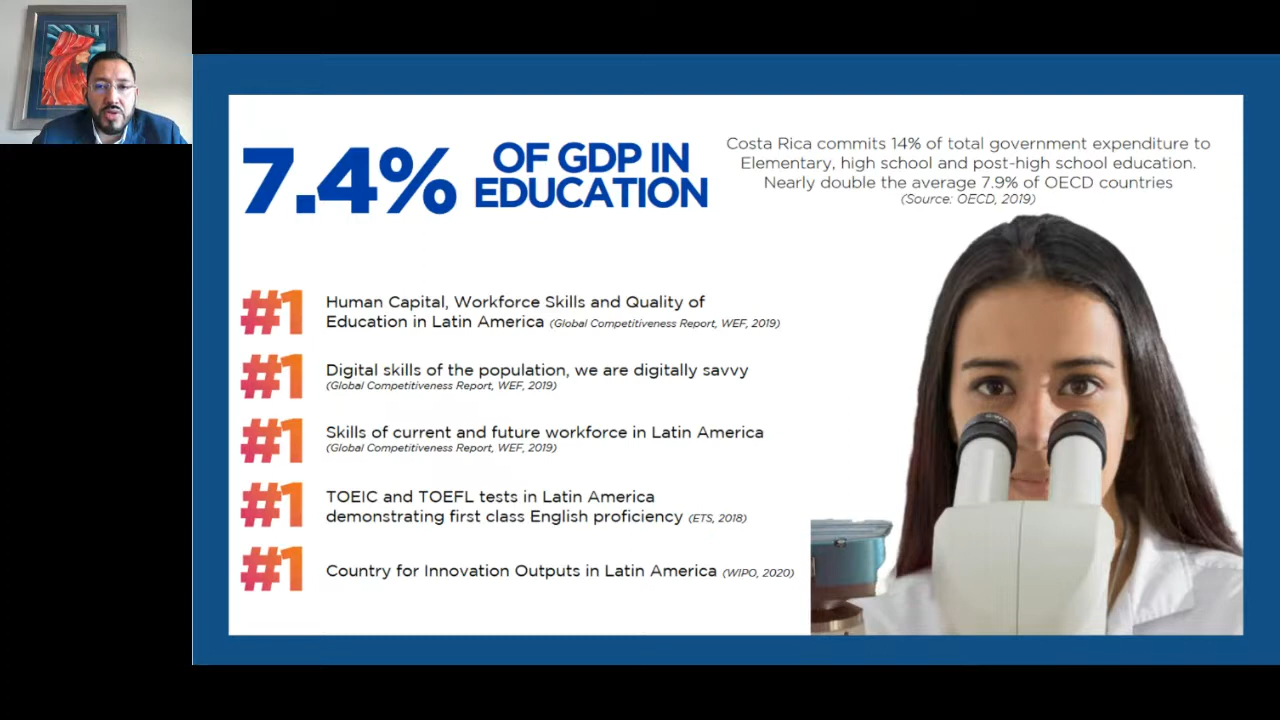 7.4%
OF GDP IN
EDUCATION
Costa Rica commits 14% of total government expenditure to
Elementary, high school and post-high school education.
Nearly double the average 7.9% of OECD countries
(Source: OECD, 2019)
#1
Human Capital, Workforce Skills and Quality of
Education in Latin America (Global Competitiveness Report, WEF, 2019)
#1
Digital skills of the population, we are digitally savvy
(Global Competitiveness Report, WEF, 2019)
#1
Skills of current and future workforce in Latin America
(Global Competitiveness Report, WEF, 2019)
#1
TOEIC and TOEFL tests in Latin America
demonstrating first class English proficiency (ETS, 2018)
#1
Country for Innovation Outputs in Latin America (WIPO, 2020)